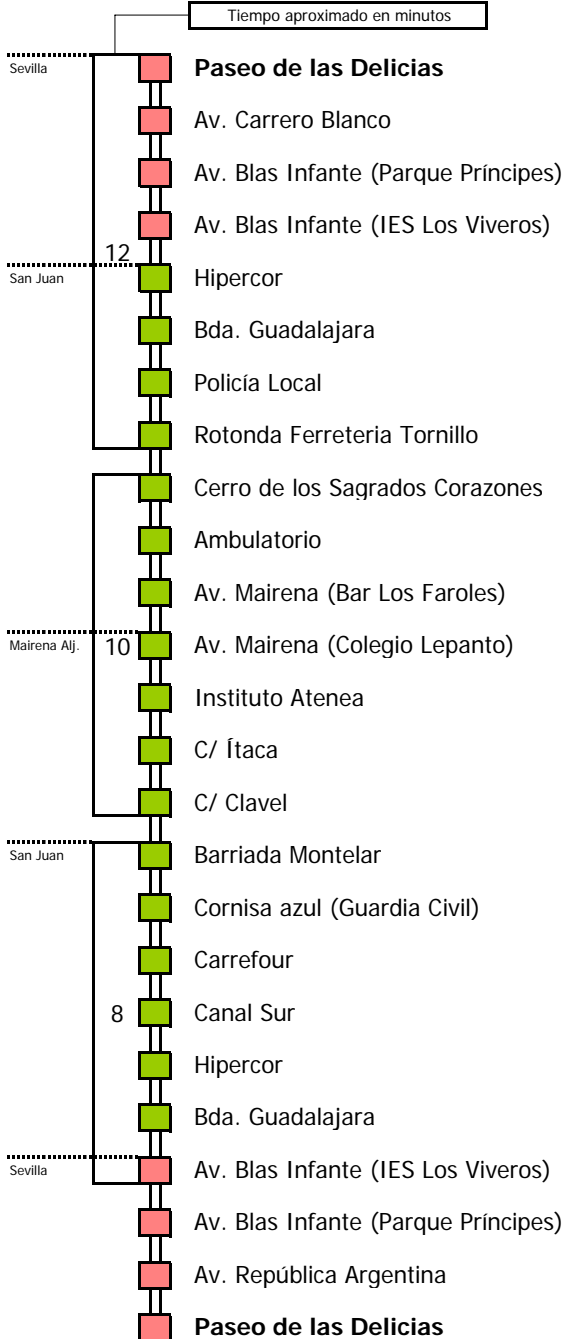 Tiempo aproximado en minutos
Sevilla
Paseo de las Delicias
Av. Carrero Blanco
Av. Blas Infante (Parque Príncipes)
Av. Blas Infante (IES Los Viveros)
12
San Juan
Hipercor
Bda. Guadalajara
Policía Local
Rotonda Ferreteria Tornillo
Cerro de los Sagrados Corazones
Ambulatorio
Av. Mairena (Bar Los Faroles)
Mairena Alj.
10
Av. Mairena (Colegio Lepanto)
Instituto Atenea
C/ Ítaca
C/ Clavel
San Juan
Barriada Montelar
Cornisa azul (Guardia Civil)
Carrefour
8
Canal Sur
Hipercor
Bda. Guadalajara
Sevilla
Av. Blas Infante (IES Los Viveros)
Av. Blas Infante (Parque Príncipes)
Av. República Argentina
Paseo de las Delicias